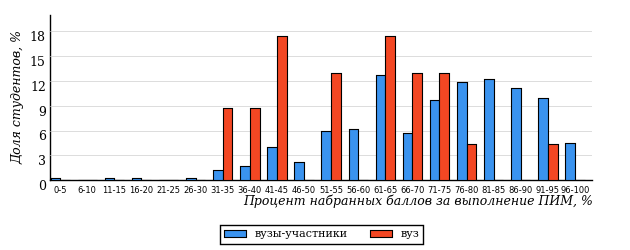 Доля студентов, %
18
15
12
9
6
3
0
0-5 6-10 11-15 16-20 21-25 26-30 31-35 36-40 41-45 46-50 51-55 56-60 61-65 66-70 71-75 76-80 81-85 86-90 91-95 96-100
Процент набранных баллов за выполнение ПИМ, %
вузы-участники вуз